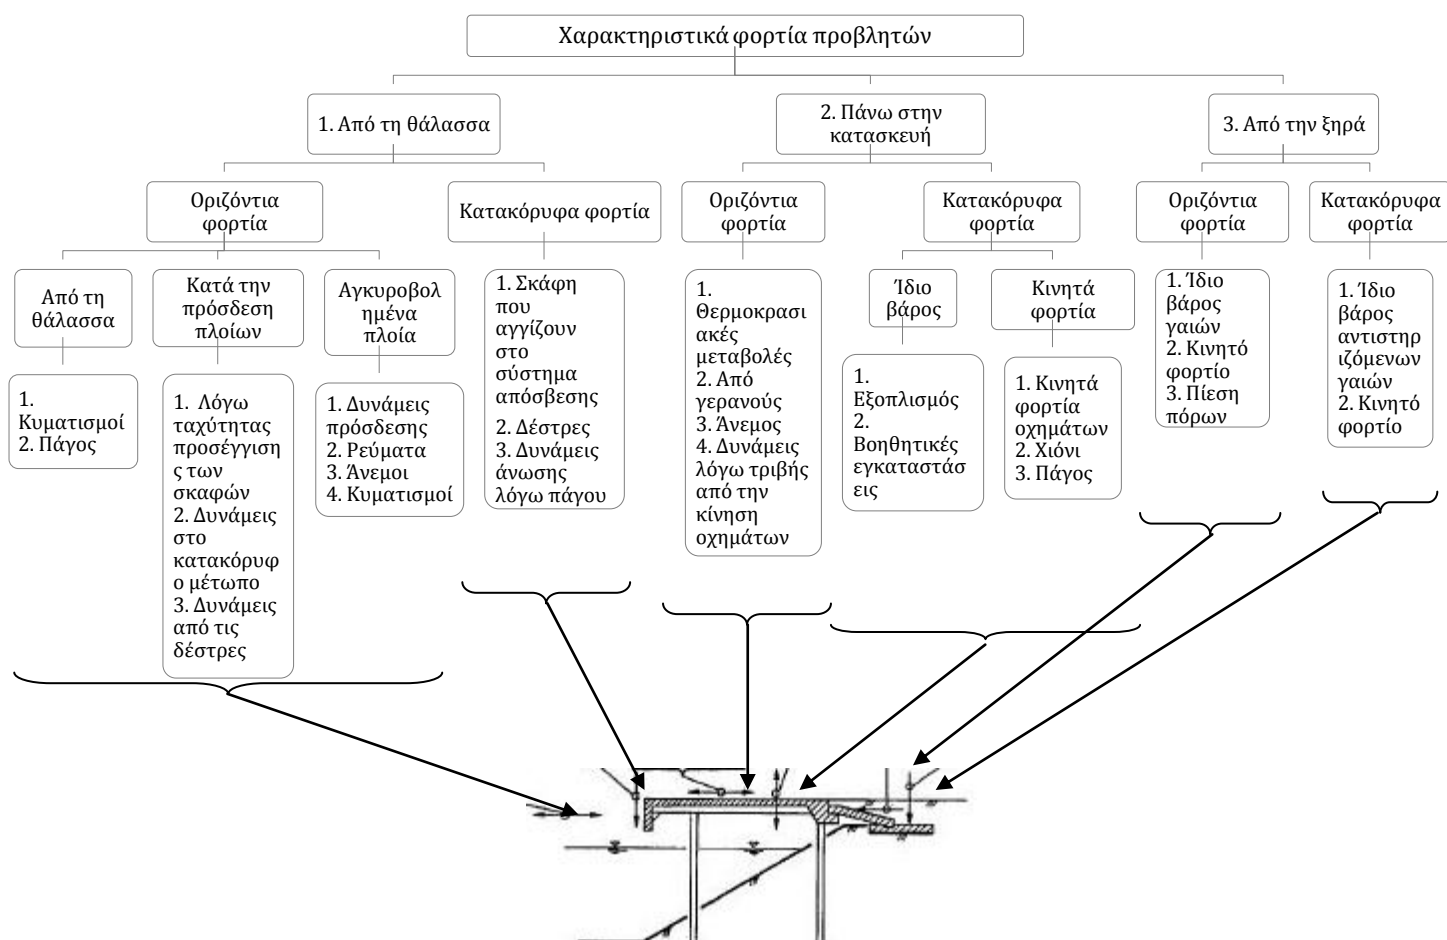 Χαρακτηριστικά φορτία προβλητών
1. Από τη θάλασσα
2. Πάνω στην
κατασκευή
3. Από την ξηρά
Οριζόντια
φορτία
Κατακόρυφα φορτία
Οριζόντια
φορτία
Κατακόρυφα
φορτία
Οριζόντια
φορτία
Κατακόρυφα
φορτία
Από τη
θάλασσα
Κατά την
πρόσδεση
πλοίων
Αγκυροβολ
ημένα
πλοία
1. Σκάφη
που
αγγίζουν
στο
σύστημα
απόσβεσης
2. Δέστρες
3. Δυνάμεις
άνωσης
λόγω πάγου
1.
Θερμοκρασι
ακές
μεταβολές
2. Από
γερανούς
3. Άνεμος
4. Δυνάμεις
λόγω τριβής
από την
κίνηση
οχημάτων
Ίδιο
βάρος
Κινητά
φορτία
1. Ίδιο
βάρος
γαιών
2. Κινητό
φορτίο
3. Πίεση
πόρων
1. Ίδιο
βάρος
αντιστηρ
ιζόμενων
γαιών
2. Κινητό
φορτίο
1.
Κυματισμοί
2. Πάγος
1. Λόγω
ταχύτητας
προσέγγιση
ς των
σκαφών
2. Δυνάμεις
στο
κατακόρυφ
ο μέτωπο
3. Δυνάμεις
από τις
δέστρες
1. Δυνάμεις
πρόσδεσης
2. Ρεύματα
3. Άνεμοι
4. Κυματισμοί
1.
Εξοπλισμός
2.
Βοηθητικές
εγκαταστάσ
εις
1. Κινητά
φορτία
οχημάτων
2. Χιόνι
3. Πάγος